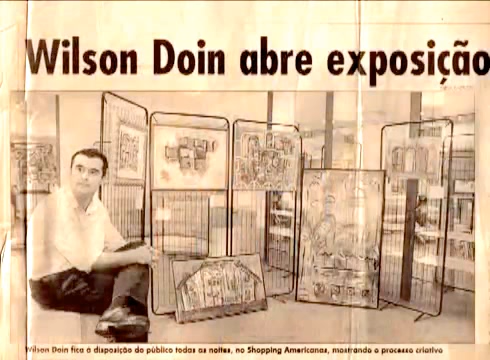 Wilson Doin abre exposição
Wilson Doin fica à disposição do público todas as noites, no Shopping Americanas, mostrando o processo criativo